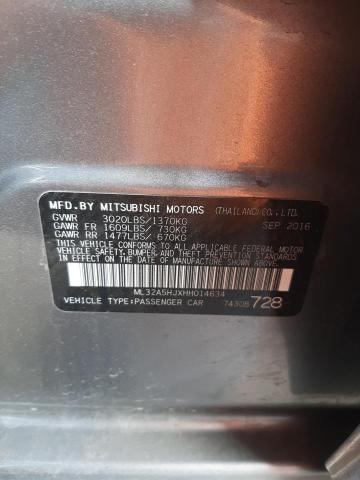 MFD.BY MITSUBISHI MOTORS (THAILAND)CO.,LTD.
GVWR 3020LBS/1370KG SEP 2016
GAWR FR 1609LBS/ 730KG
GAWR RR 1477LBS/ 670KG
THIS VEHICLE CONFORMS TO ALL APPLICABLE FEDERAL MOTOR VEHICLE
SAFETY, BUMPER, AND THEFT PREVENTION STANDARDS IN EFFECT ON THE
DATE OF MANUFACTURE SHOWN ABOVE.
ML32A5HJXHH014634
VEHICLE TYPE:PASSENGER CAR 7430B 728